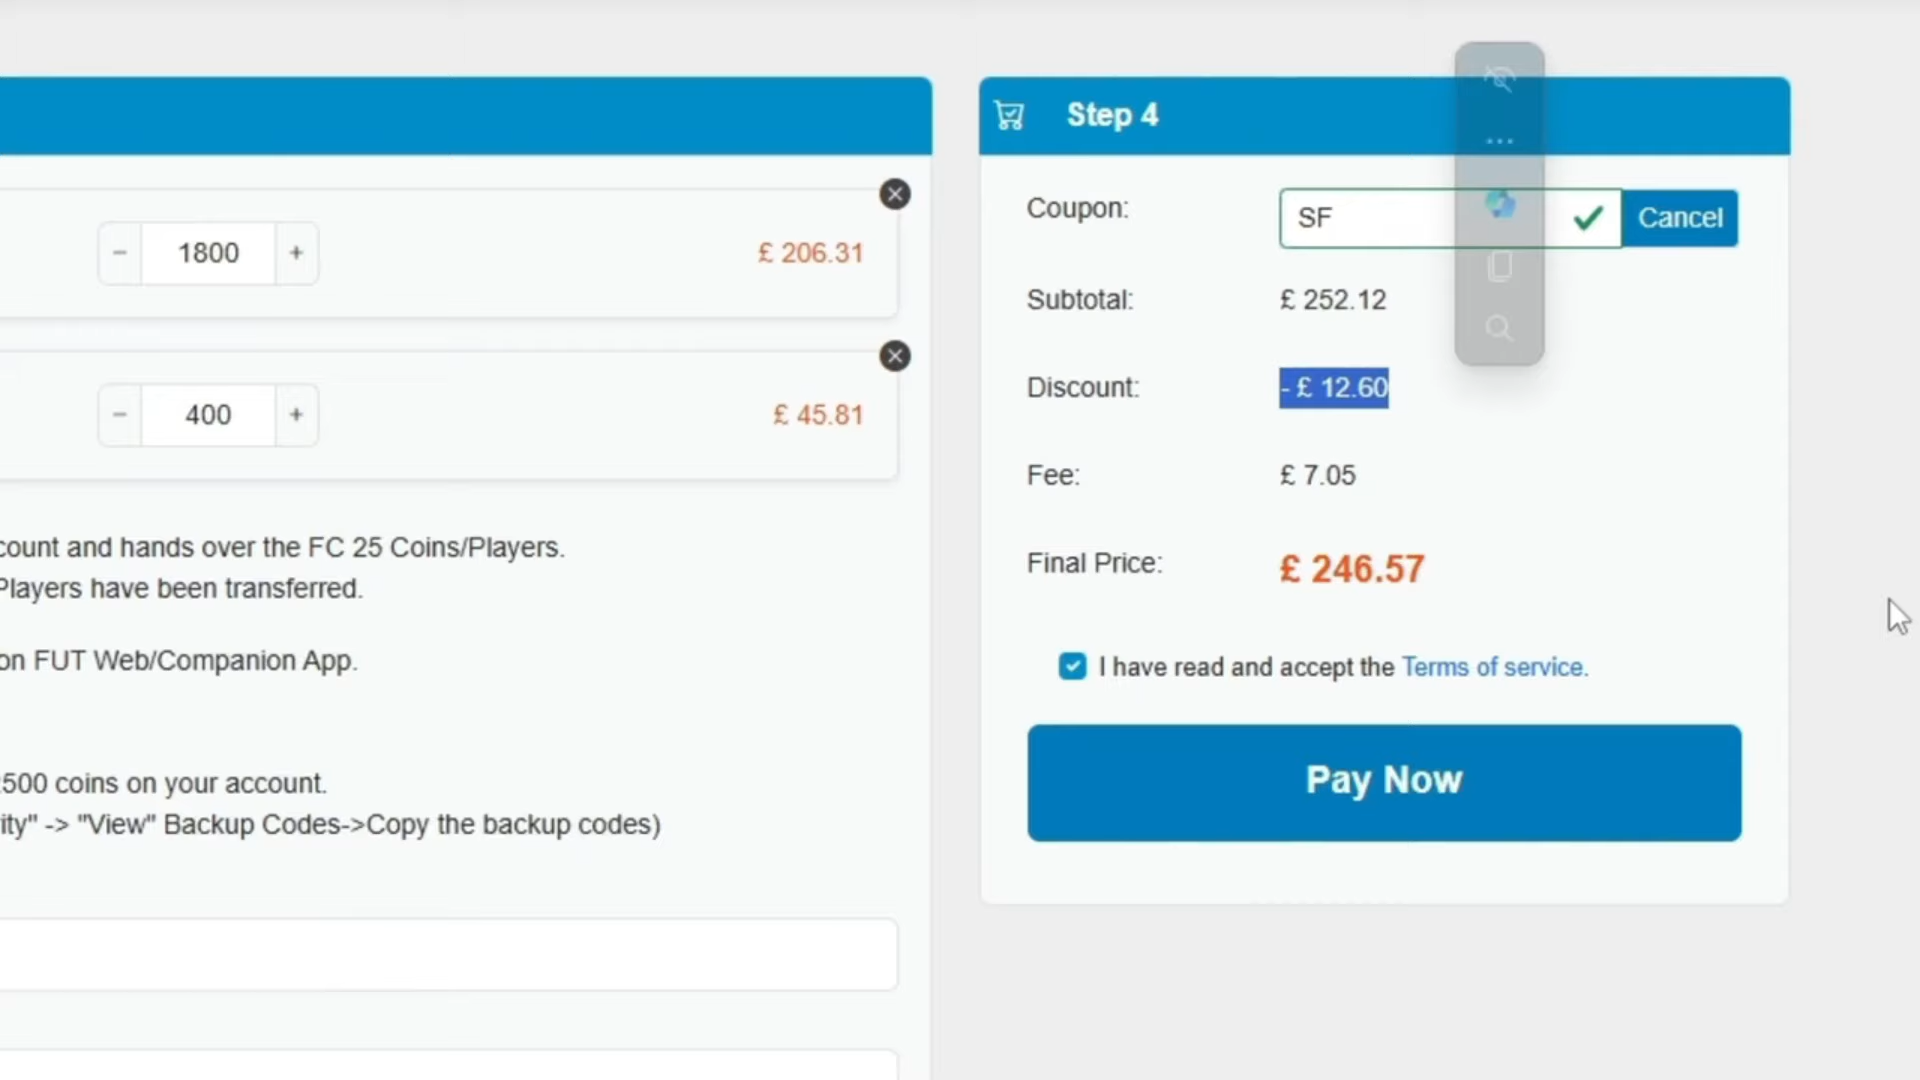 Step 4
− 1800 + £ 206.31
− 400 + £ 45.81
count and hands over the FC 25 Coins/Players.
Players have been transferred.
on FUT Web/Companion App.
500 coins on your account.
ity" -> "View" Backup Codes->Copy the backup codes)
Coupon: SF Cancel
Subtotal: £ 252.12
Discount: - £ 12.60
Fee: £ 7.05
Final Price: £ 246.57
I have read and accept the Terms of service.
Pay Now